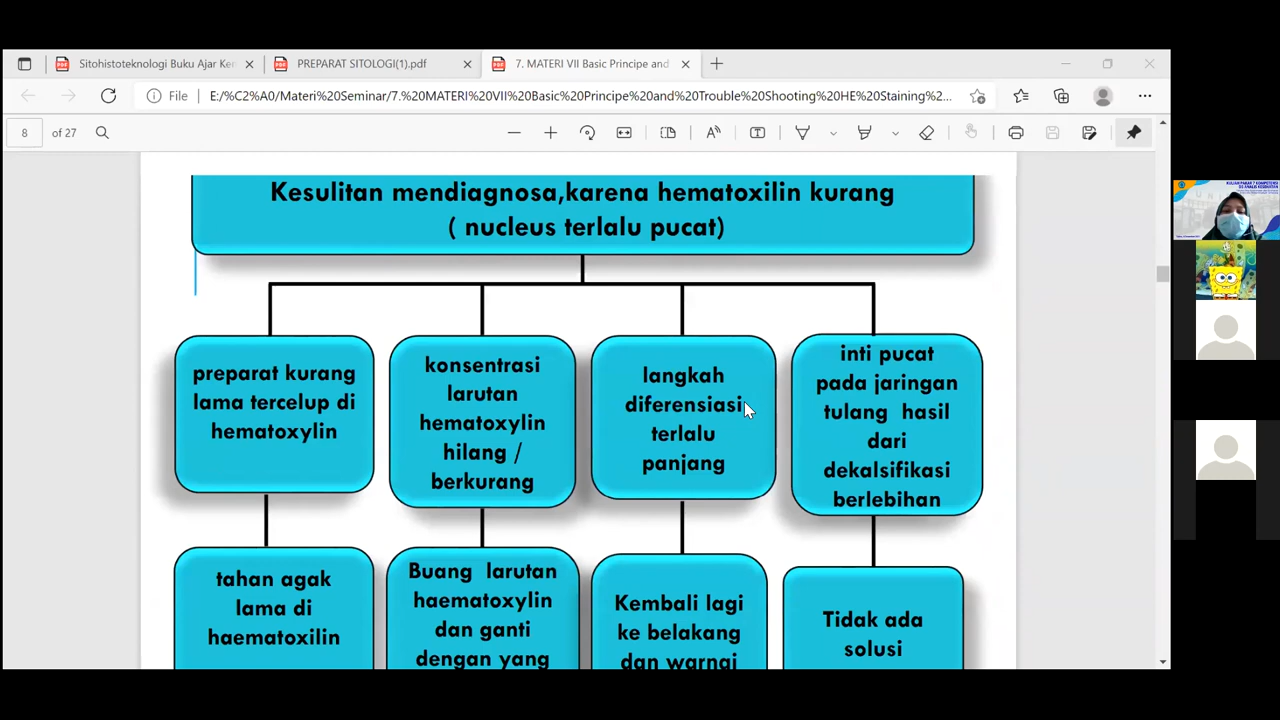 Sitohistoteknologi Buku Ajar Ker
PREPARAT SITOLOGI(1).pdf
7. MATERI VII Basic Principe and
File
E:/%C2%A0/Materi%20Seminar/7.%20MATERI%20VII%20Basic%20Principe%20and%20Trouble%20Shooting%20HE%20Staining%2...
8 of 27
Kesulitan mendiagnosa,karena hematoxilin kurang
( nucleus terlalu pucat)
preparat kurang
lama tercelup di
hematoxylin
konsentrasi
larutan
hematoxylin
hilang /
berkurang
langkah
diferensiasi
terlalu
panjang
inti pucat
pada jaringan
tulang hasil
dari
dekalsifikasi
berlebihan
tahan agak
lama di
haematoxilin
Buang larutan
haematoxylin
dan ganti
dengan yang
Kembali lagi
ke belakang
dan warnai
Tidak ada
solusi